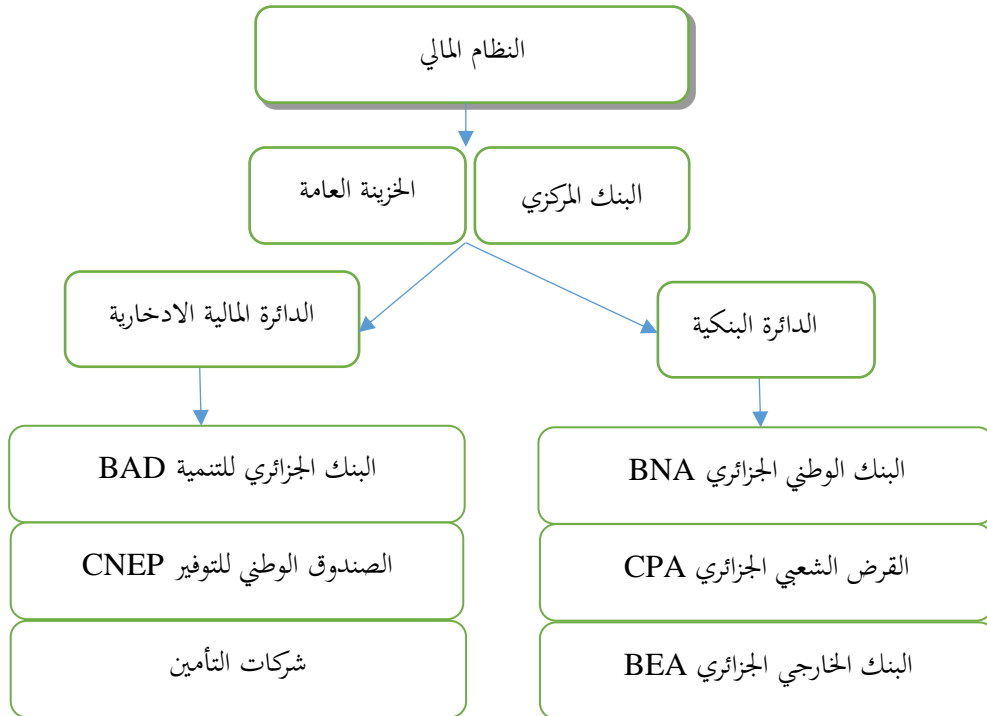 النظام المالي
البنك المركزي
الخزينة العامة
الدائرة البنكية
الدائرة المالية الادخارية
البنك الوطني الجزائري BNA
البنك الجزائري للتنمية BAD
القرض الشعبي الجزائري CPA
الصندوق الوطني للتوفير CNEP
البنك الخارجي الجزائري BEA
شركات التأمين